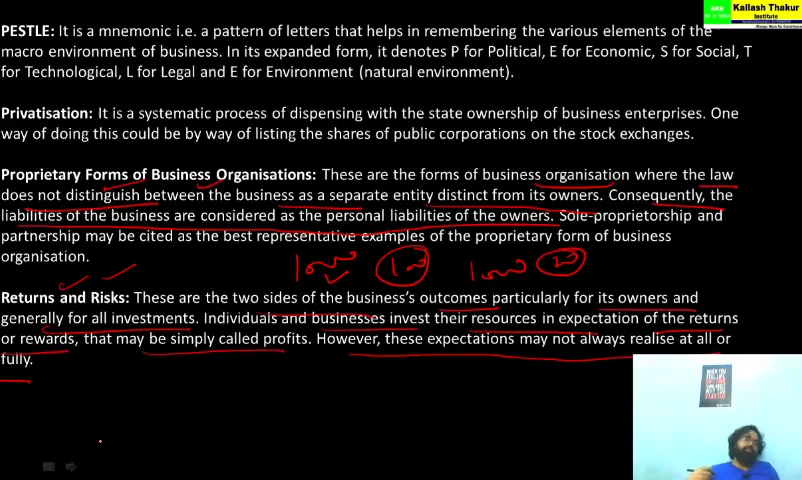 Kailash Thakur
Institute
PESTLE: It is a mnemonic i.e. a pattern of letters that helps in remembering the various elements of the
macro environment of business. In its expanded form, it denotes P for Political, E for Economic, S for Social, T
for Technological, L for Legal and E for Environment (natural environment).
Privatisation: It is a systematic process of dispensing with the state ownership of business enterprises. One
way of doing this could be by way of listing the shares of public corporations on the stock exchanges.
Proprietary Forms of Business Organisations: These are the forms of business organisation where the law
does not distinguish between the business as a separate entity distinct from its owners. Consequently, the
liabilities of the business are considered as the personal liabilities of the owners. Sole-proprietorship and
partnership may be cited as the best representative examples of the proprietary form of business
organisation.
Returns and Risks: These are the two sides of the business's outcomes particularly for its owners and
generally for all investments. Individuals and businesses invest their resources in expectation of the returns
or rewards, that may be simply called profits. However, these expectations may not always realise at all or
fully.